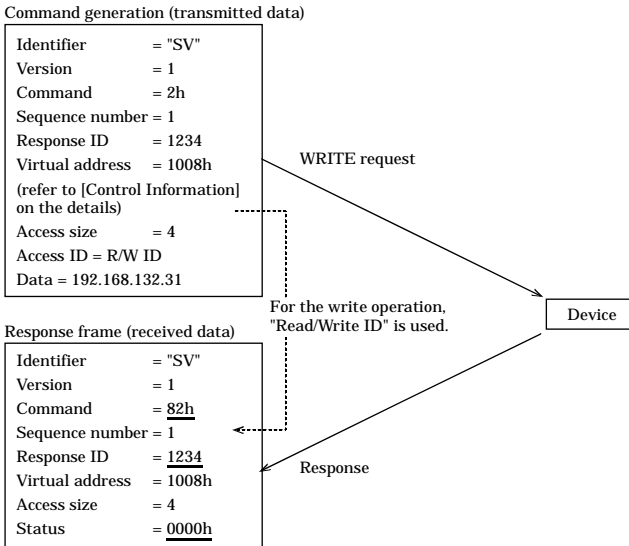 Command generation (transmitted data)
Identifier = "SV"
Version = 1
Command = 2h
Sequence number = 1
Response ID = 1234
Virtual address = 1008h
(refer to [Control Information]
on the details)
Access size = 4
Access ID = R/W ID
Data = 192.168.132.31
WRITE request
For the write operation,
"Read/Write ID" is used.
Device
Response frame (received data)
Identifier = "SV"
Version = 1
Command = 82h
Sequence number = 1
Response ID = 1234
Virtual address = 1008h
Access size = 4
Status = 0000h
Response